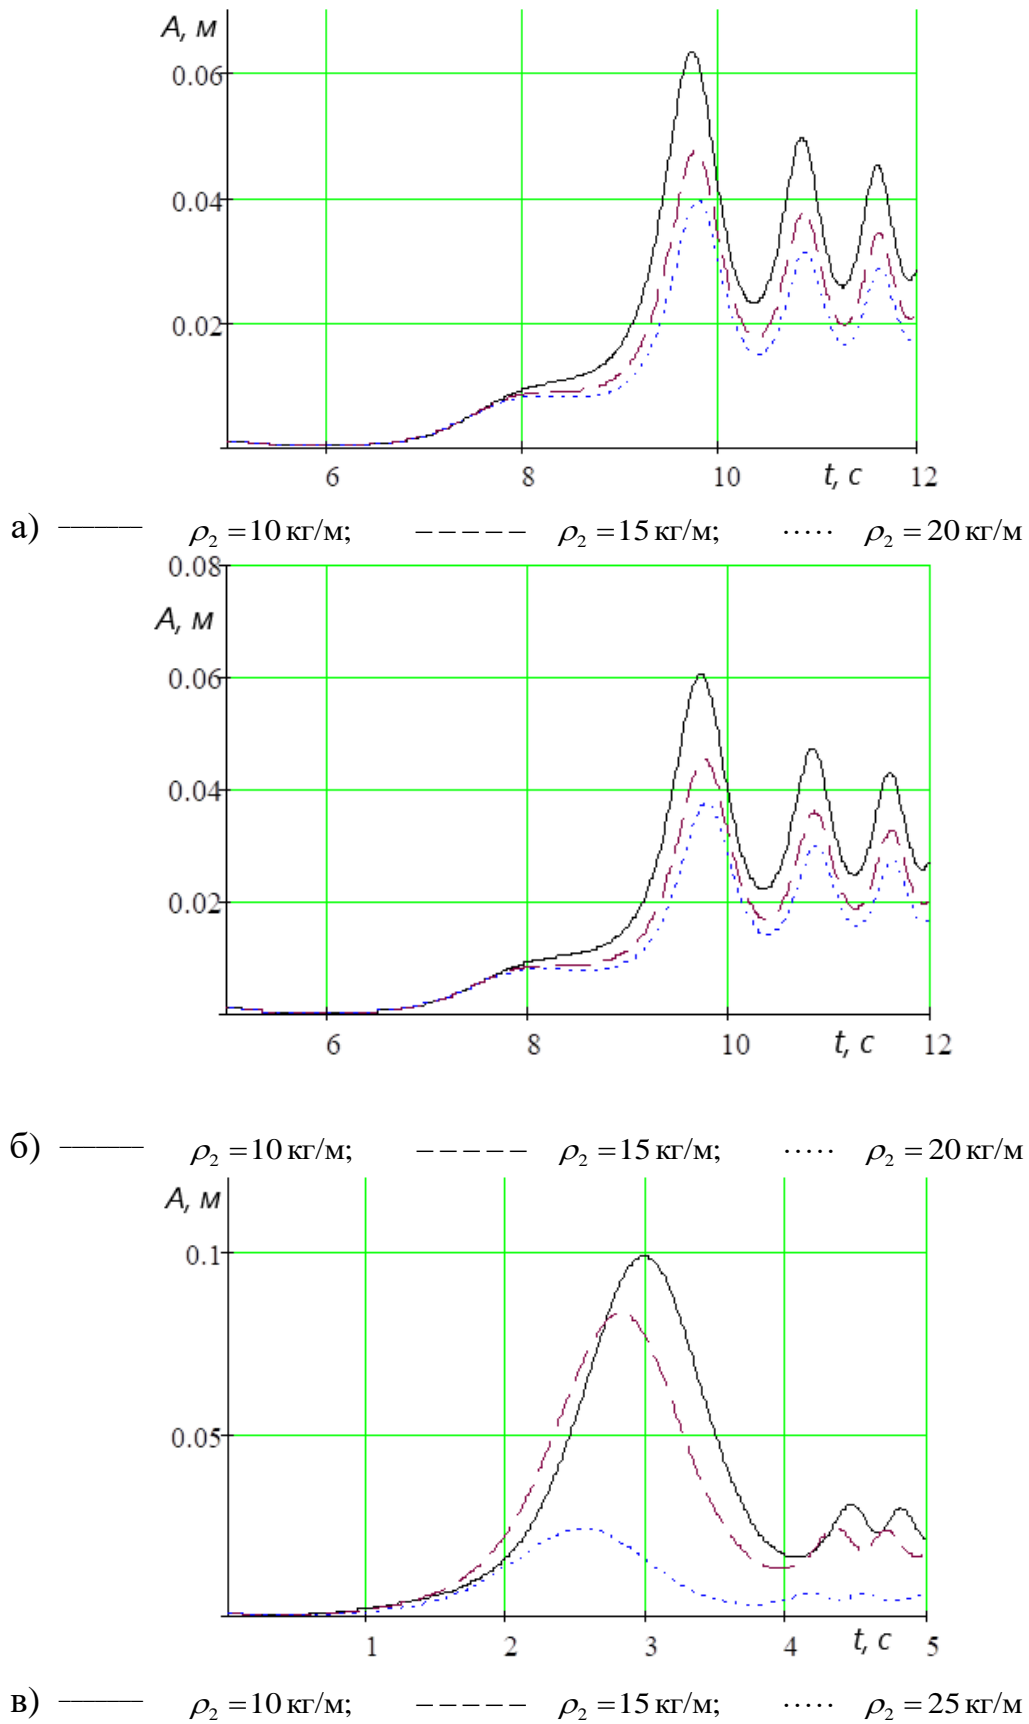 A, м
0.06
0.04
0.02
6 8 10 t, с 12
а) ——— ρ₂ = 10 кг/м; – – – – – ρ₂ = 15 кг/м; ····· ρ₂ = 20 кг/м
0.08
A, м
0.06
0.04
0.02
6 8 10 t, с 12
б) ——— ρ₂ = 10 кг/м; – – – – – ρ₂ = 15 кг/м; ····· ρ₂ = 20 кг/м
A, м
0.1
0.05
1 2 3 4 t, с 5
в) ——— ρ₂ = 10 кг/м; – – – – – ρ₂ = 15 кг/м; ····· ρ₂ = 25 кг/м